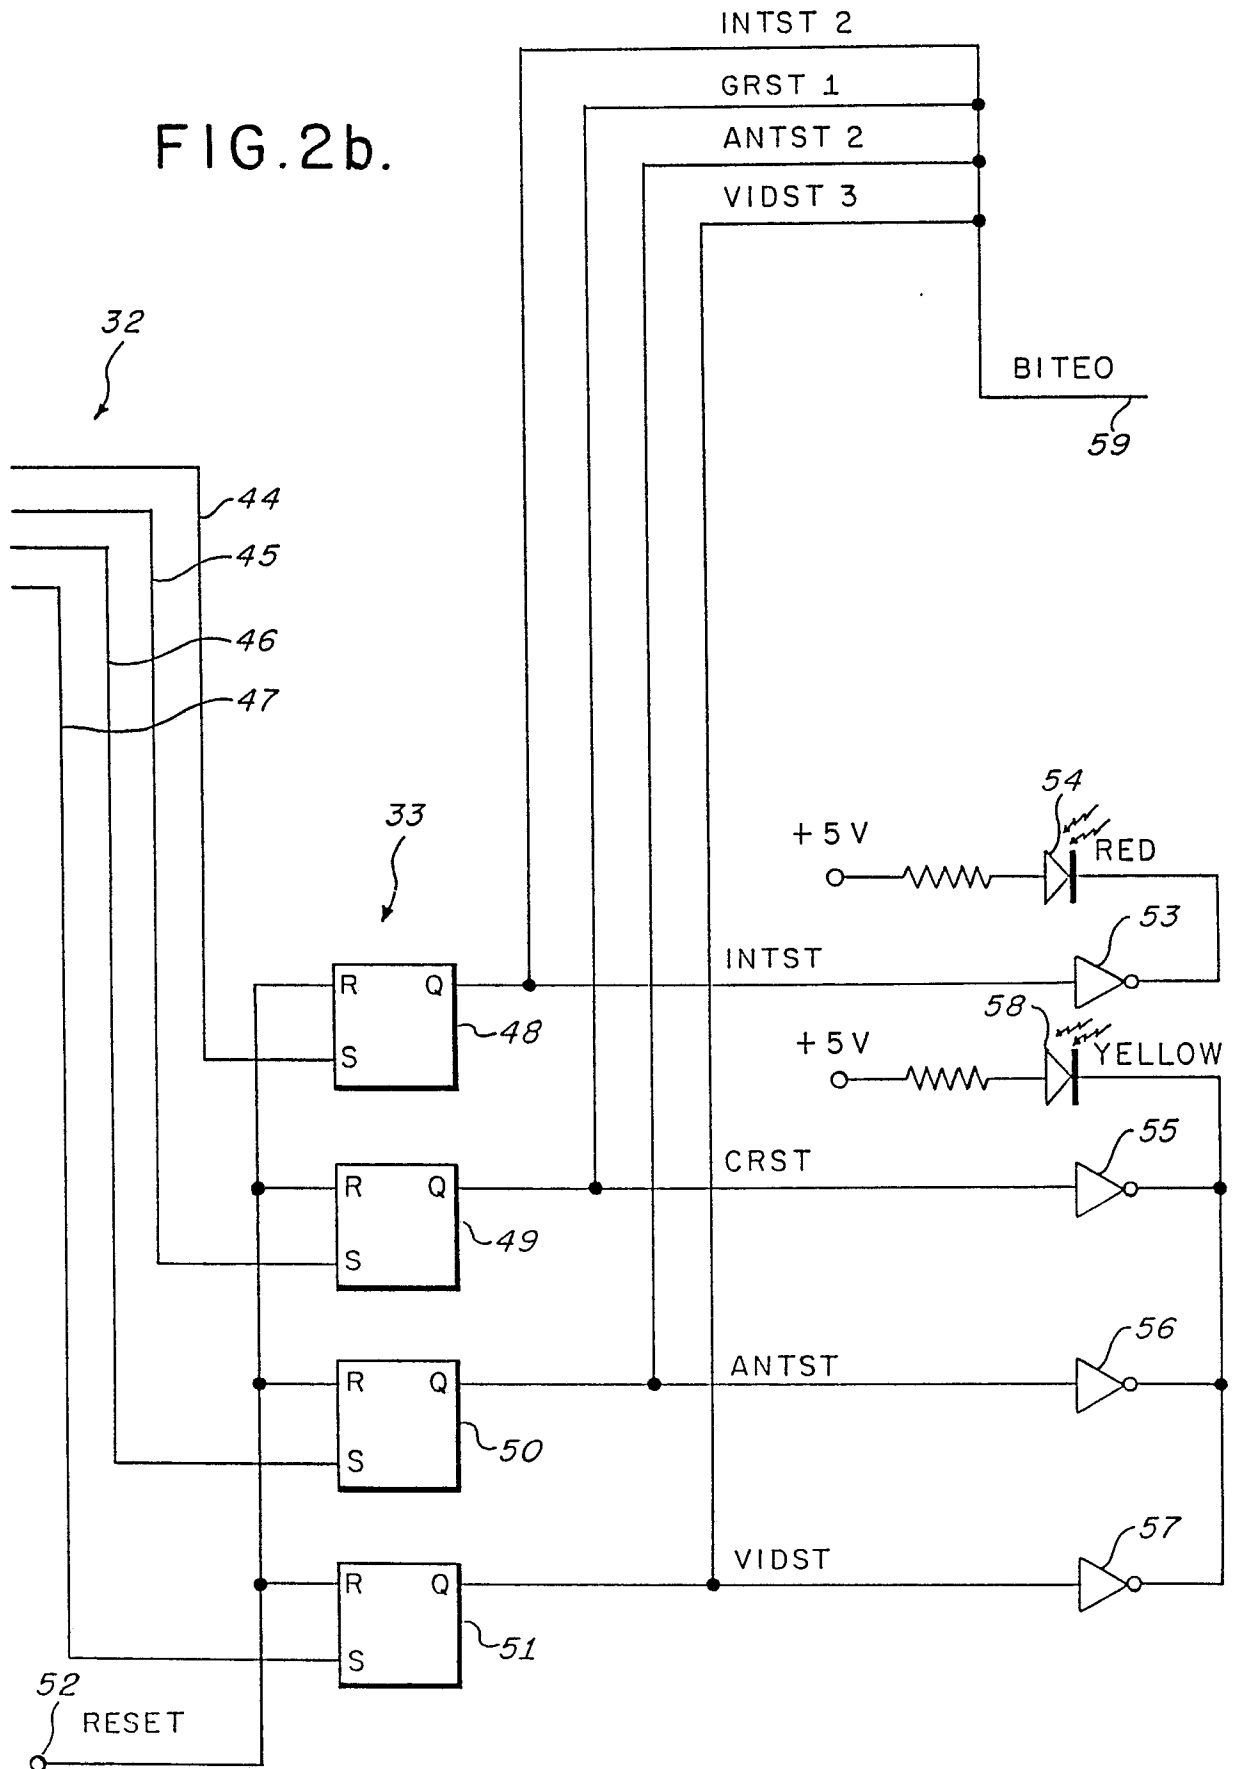 INTST 2
GRST 1
FIG.2b.
ANTST 2
VIDST 3
32
BITEO
59
44
45
46
47
33
54
+5V
RED
53
INTST
R Q
48
S
58
+5V
YELLOW
55
CRST
R Q
49
S
56
ANTST
R Q
50
S
57
VIDST
R Q
51
S
52
RESET